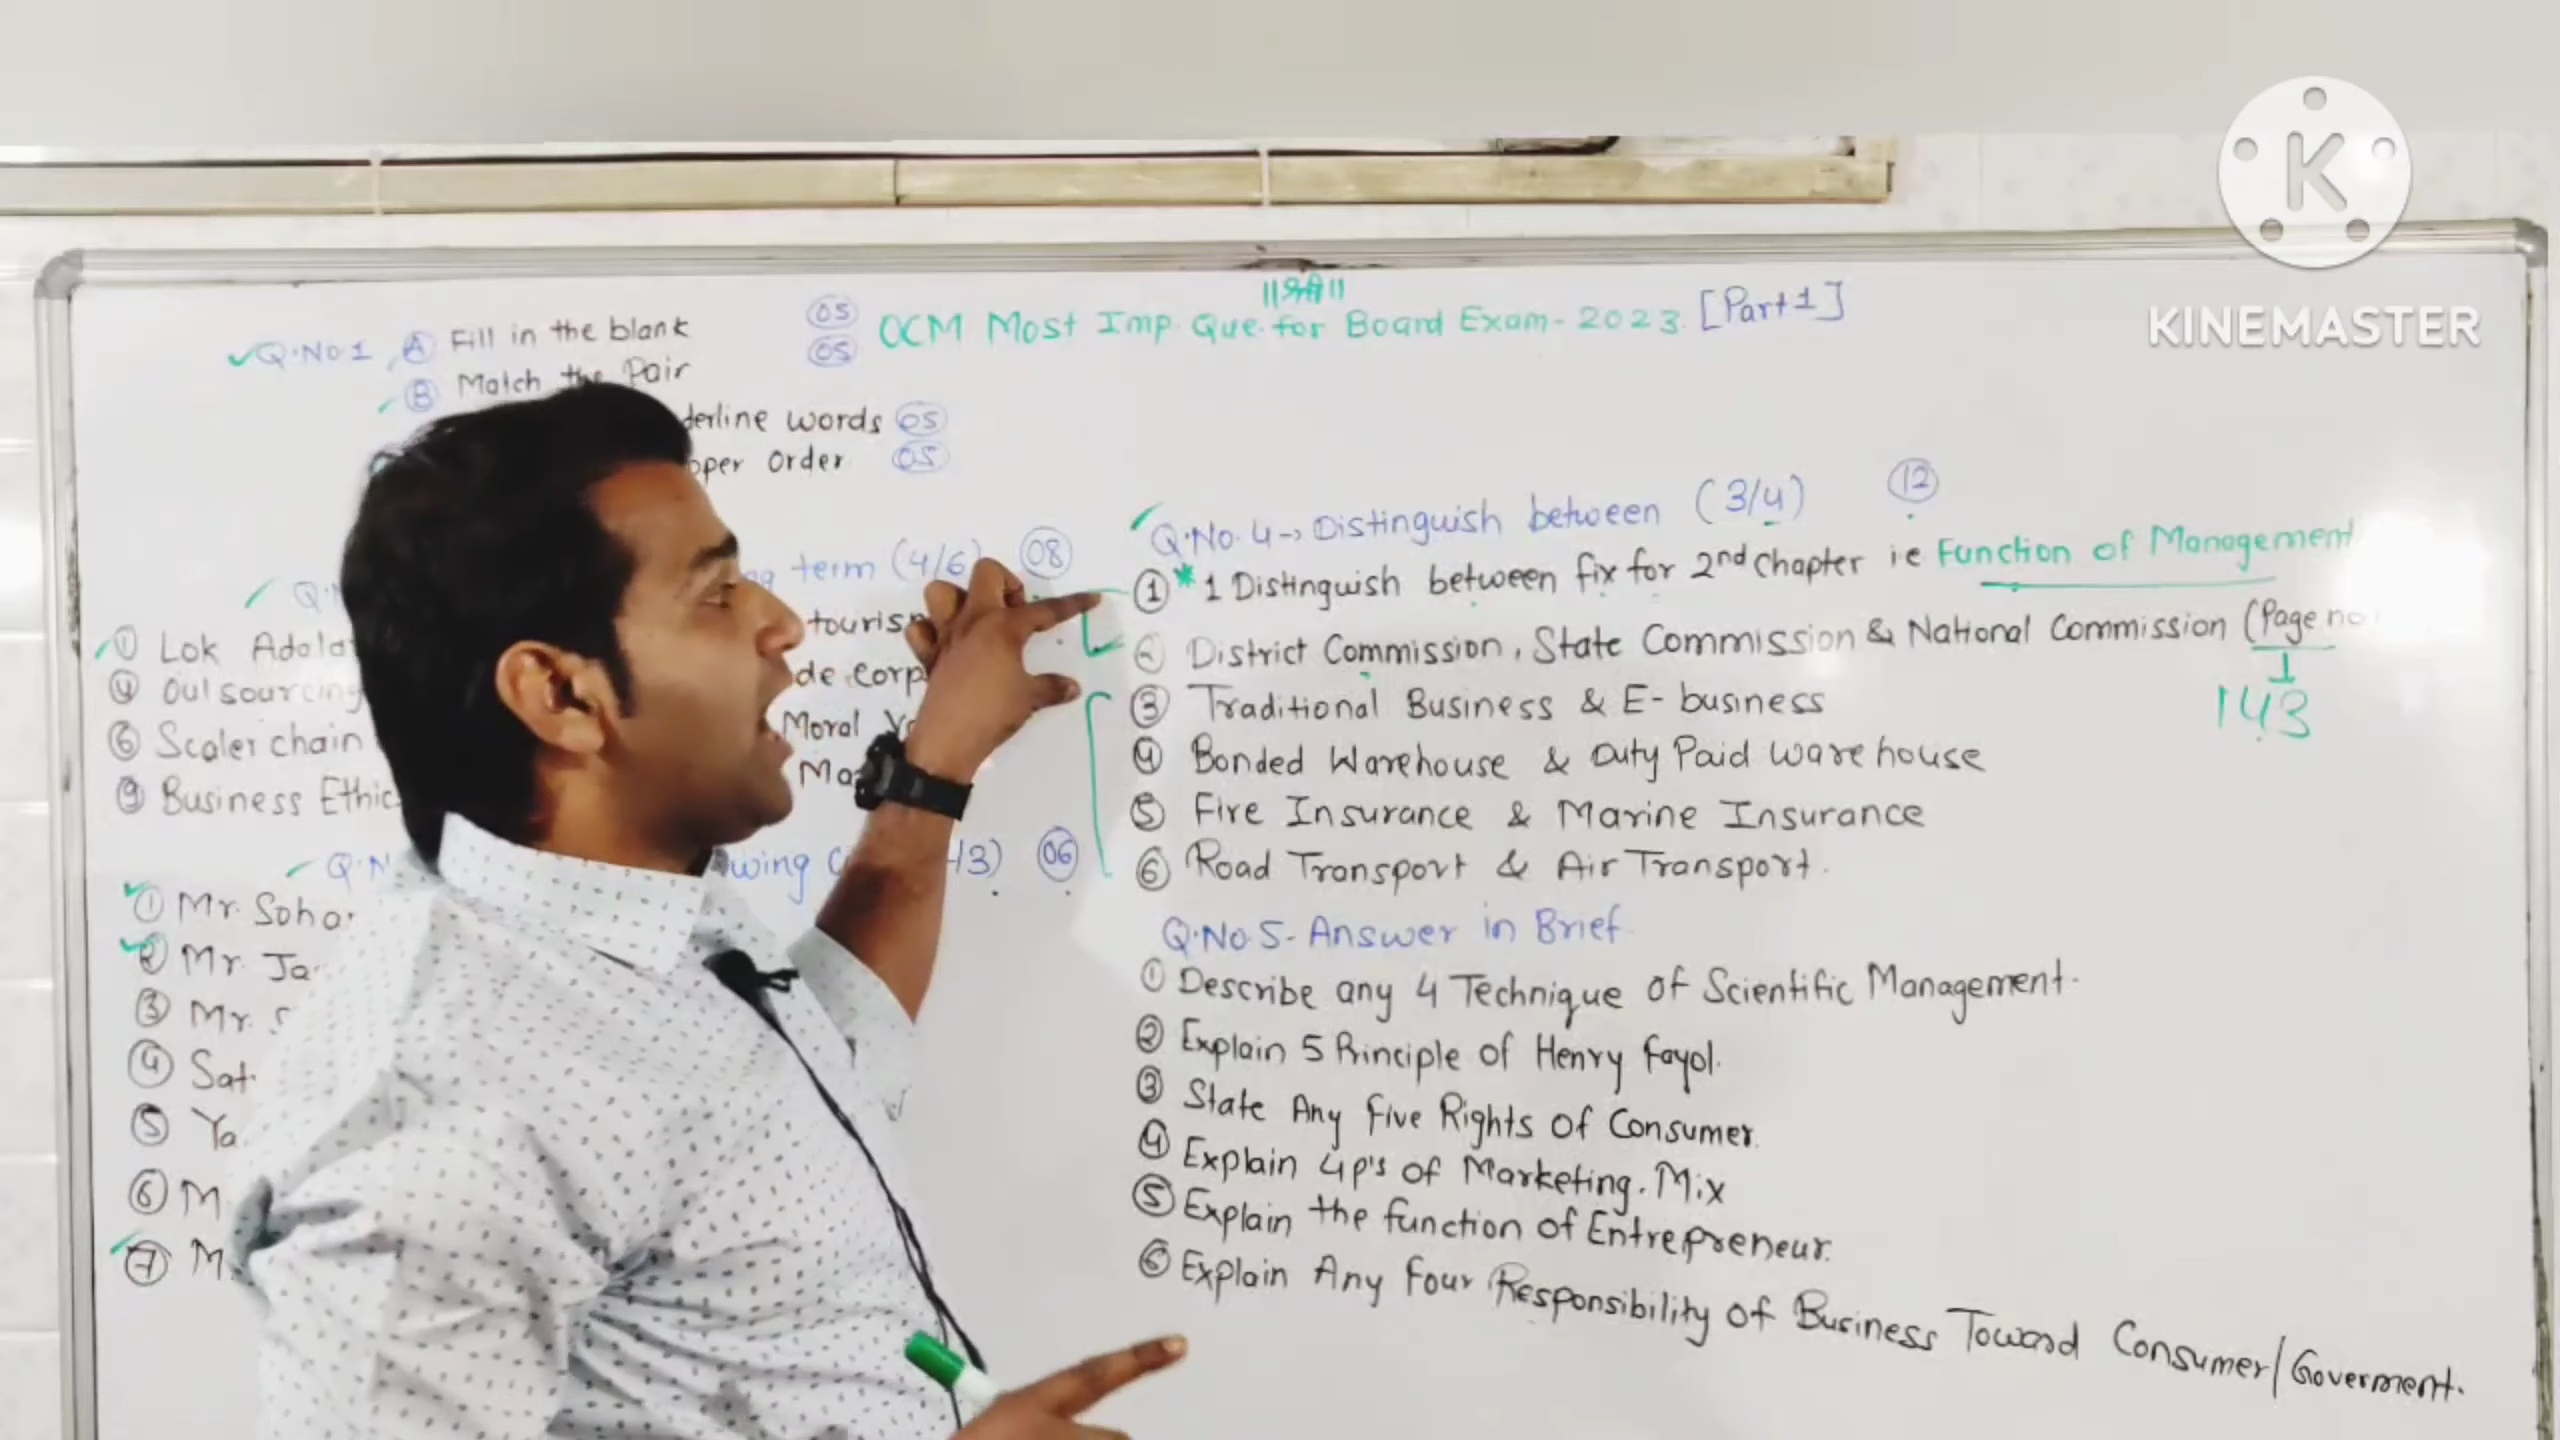 ||श्री||
OCM Most Imp. Que. for Board Exam - 2023 [Part 1]
✓Q.No 1 A Fill in the blank 05
B Match the Pair 05
derline words 05
oper order 05
term (4/6) 08
① Lok Adala
touris
④ Outsourcing
de corp
⑥ Scaler chain
Moral
⑨ Business Ethic
Ma
wing 06
① Mr. Soha
② Mr. Ja
③ Mr. S
④ Sat
⑤ Ya
⑥ M
⑦ M
Q.No. 4 → Distinguish between (3/4) 12
① * 1 Distinguish between fix for 2nd chapter ie Function of Management
② District Commission, State Commission & National Commission (Page no
143
③ Traditional Business & E-business
④ Bonded Warehouse & Duty Paid warehouse
⑤ Fire Insurance & Marine Insurance
⑥ Road Transport & Air Transport.
Q.No. 5 - Answer in Brief
① Describe any 4 Technique of Scientific Management.
② Explain 5 Principle of Henry Fayol.
③ State Any five Rights of Consumer.
④ Explain 4p's of Marketing. Mix
⑤ Explain the function of Entrepreneur.
⑥ Explain Any four Responsibility of Business Toward Consumer/Goverment.
K
KINEMASTER